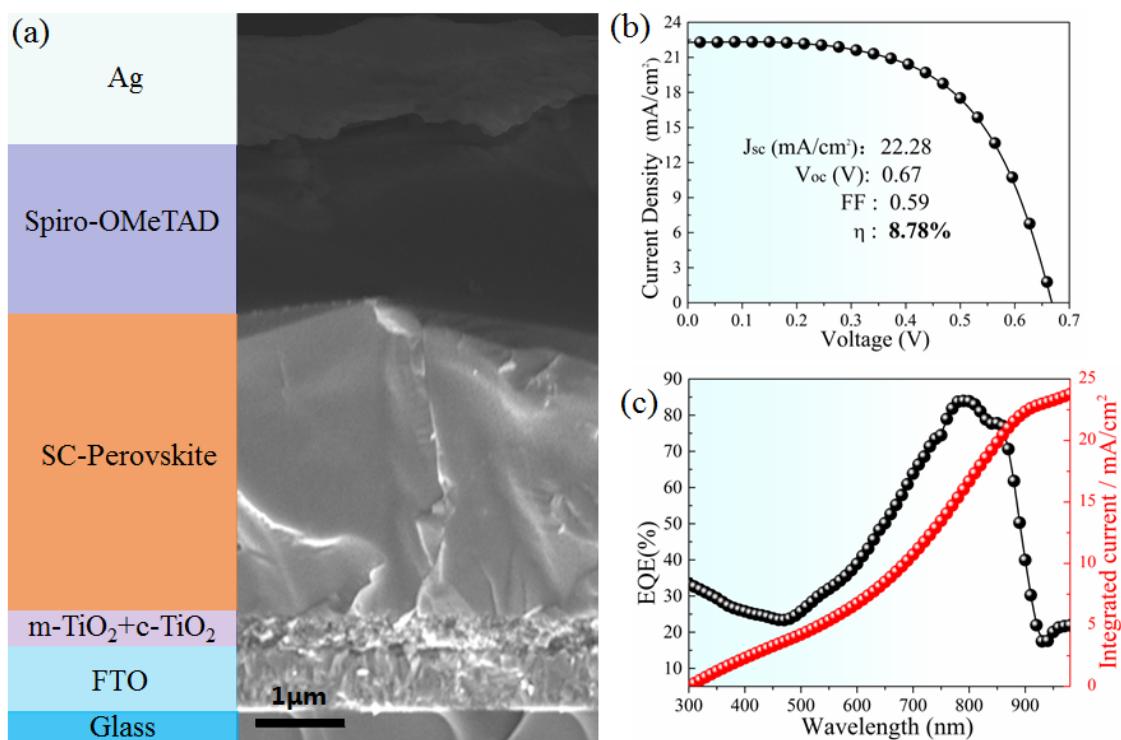 (a)
Ag
Spiro-OMeTAD
SC-Perovskite
m-TiO₂+c-TiO₂
FTO
Glass
1μm
(b)
Current Density (mA/cm²)
24
21
18
15
12
9
6
3
0
Jsc (mA/cm²): 22.28
Voc (V): 0.67
FF : 0.59
η : 8.78%
0.0 0.1 0.2 0.3 0.4 0.5 0.6 0.7
Voltage (V)
(c)
EQE(%)
90
80
70
60
50
40
30
20
10
25
20
15
10
5
0
Integrated current / mA/cm²
300 400 500 600 700 800 900
Wavelength (nm)